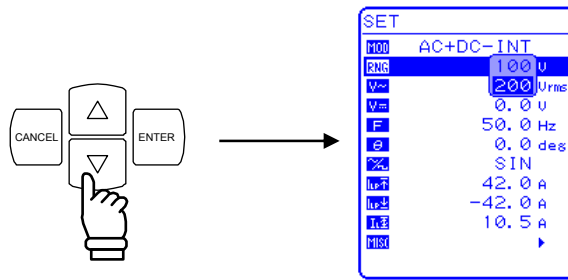 CANCEL
ENTER
SET
MOD AC+DC-INT
RNG 100 V
V~ 200 Vrms
V⎓ 0.0 V
F 50.0 Hz
θ 0.0 deg
SIN
42.0 A
-42.0 A
10.5 A
MISC